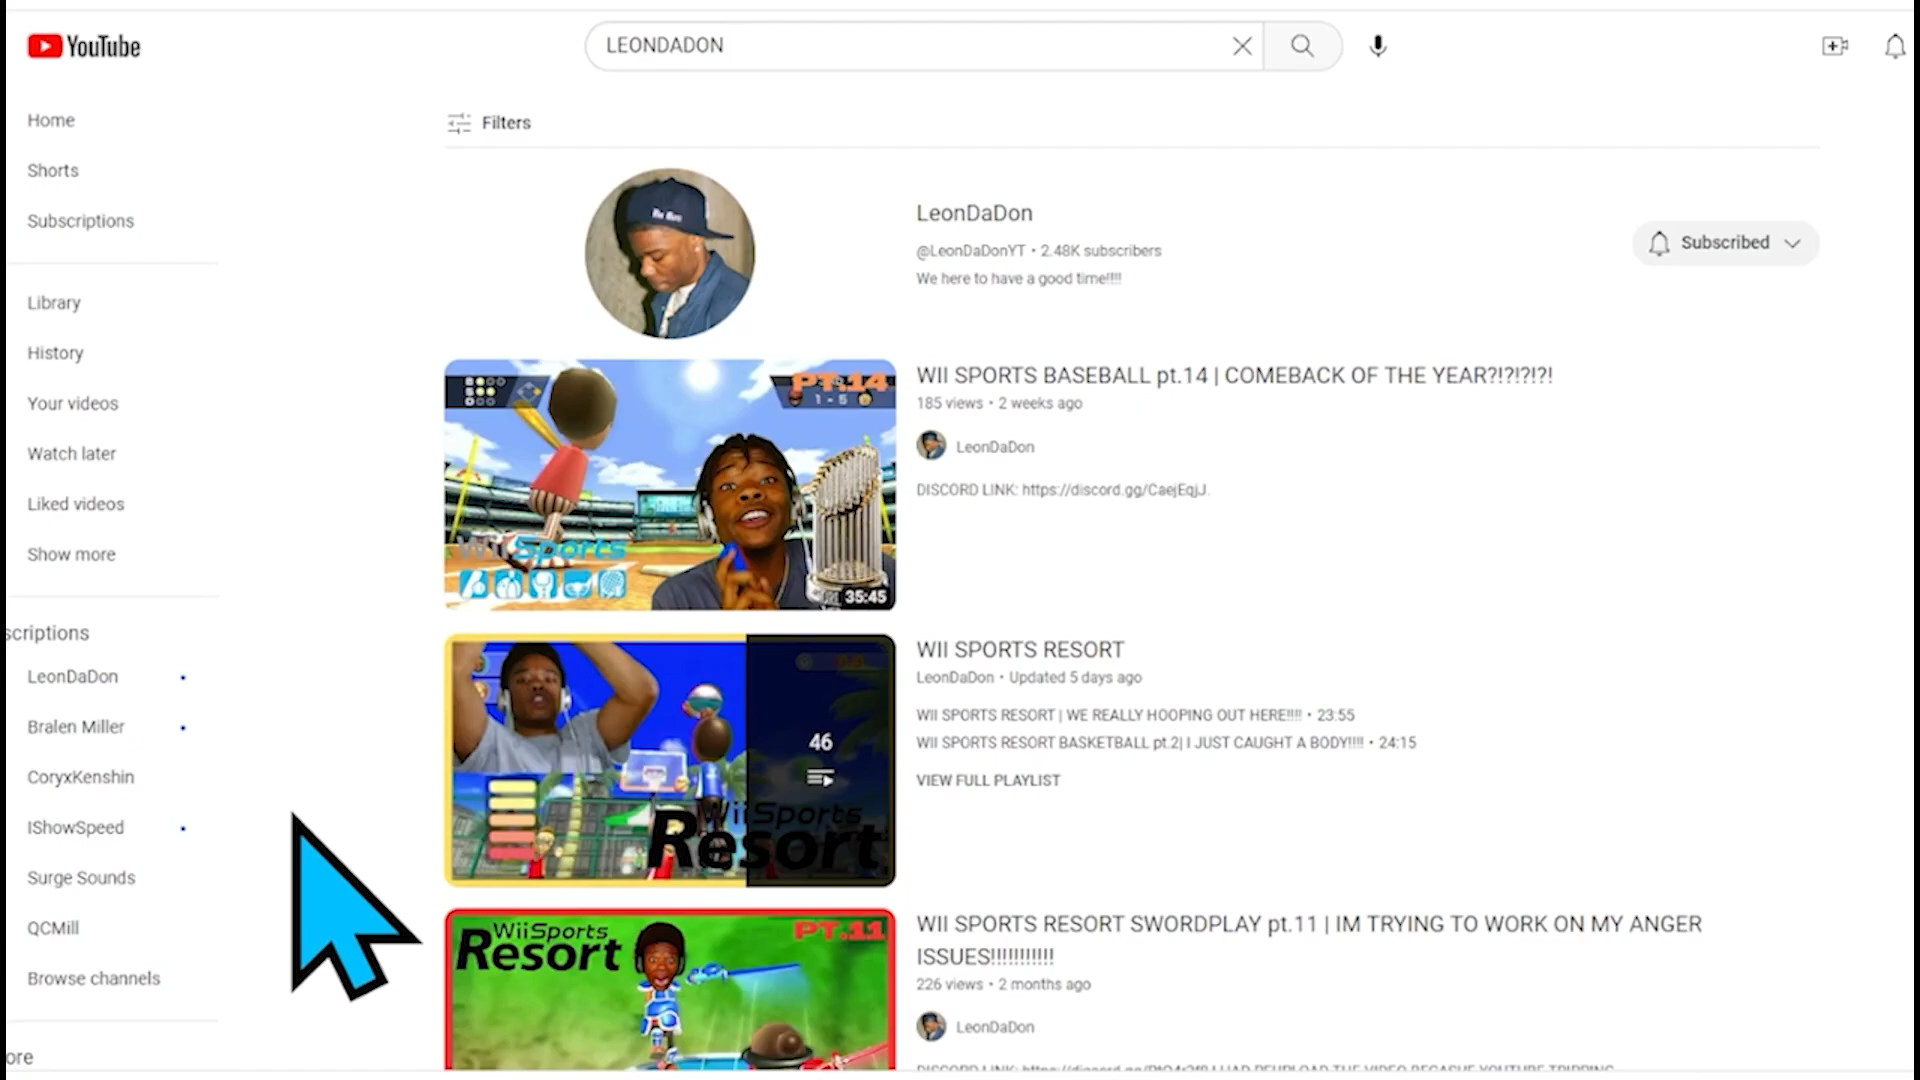 YouTube
LEONDADON
Home
Shorts
Subscriptions
Library
History
Your videos
Watch later
Liked videos
Show more
scriptions
LeonDaDon
Bralen Miller
CoryxKenshin
IShowSpeed
Surge Sounds
QCMill
Browse channels
ore
Filters
LeonDaDon
@LeonDaDonYT • 2.48K subscribers
We here to have a good time!!!!
Subscribed
PT.14
1 - 5
Wii Sports
35:45
WII SPORTS BASEBALL pt.14 | COMEBACK OF THE YEAR?!?!?!?!
185 views • 2 weeks ago
LeonDaDon
DISCORD LINK: https://discord.gg/CaejEqjJ.
46
Wii Sports
Resort
WII SPORTS RESORT
LeonDaDon • Updated 5 days ago
WII SPORTS RESORT | WE REALLY HOOPING OUT HERE!!!! • 23:55
WII SPORTS RESORT BASKETBALL pt.2| I JUST CAUGHT A BODY!!!! • 24:15
VIEW FULL PLAYLIST
Wii Sports
Resort
PT.11
WII SPORTS RESORT SWORDPLAY pt.11 | IM TRYING TO WORK ON MY ANGER
ISSUES!!!!!!!!!!!
226 views • 2 months ago
LeonDaDon